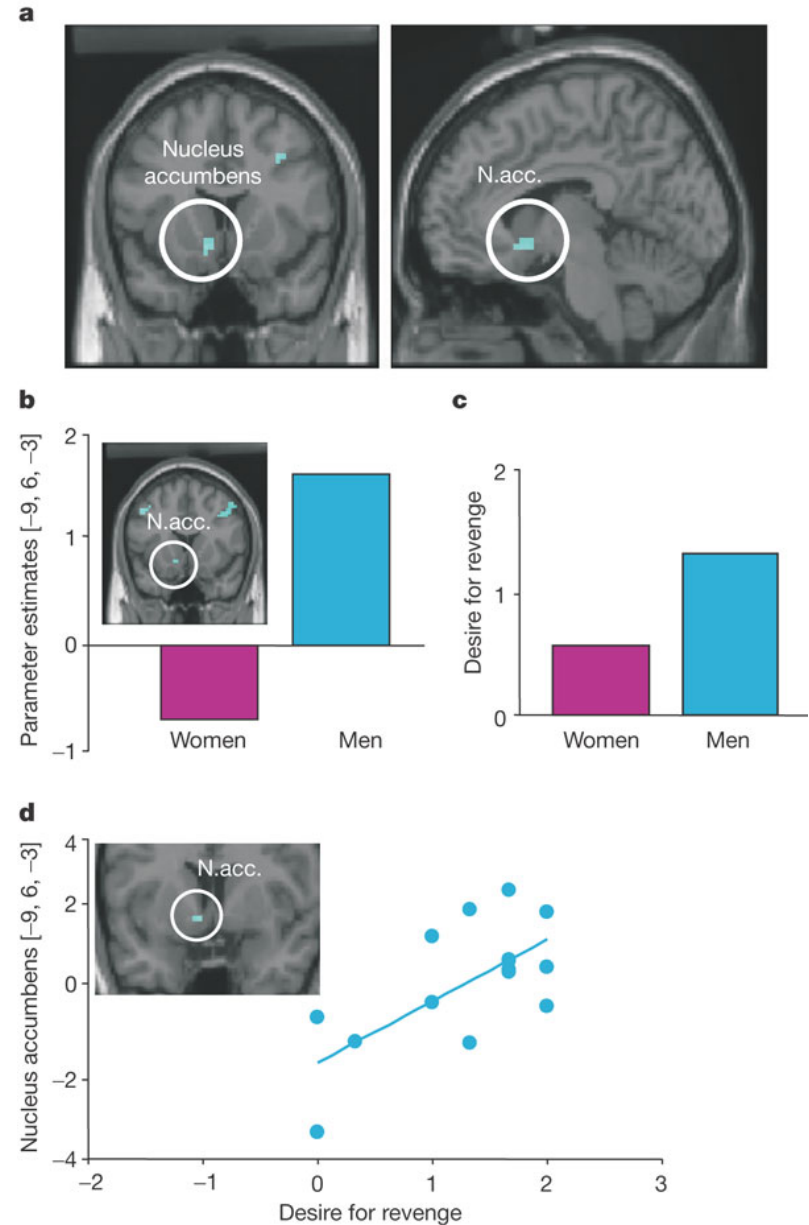 a
Nucleus
accumbens
N.acc.
b
Parameter estimates [–9, 6, –3]
2
1
0
–1
N.acc.
Women
Men
c
Desire for revenge
2
1
0
Women
Men
d
Nucleus accumbens [–9, 6, –3]
4
2
0
–2
–4
N.acc.
–2
–1
0
1
2
3
Desire for revenge